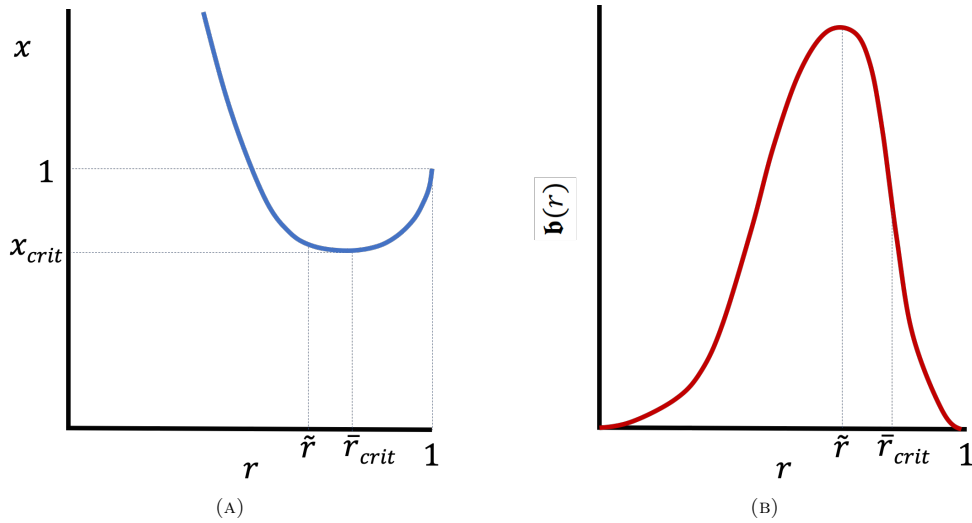 x
1
x_crit
r̃
r̄_crit
1
r
(A)
b(r)
r̃
r̄_crit
1
r
(B)